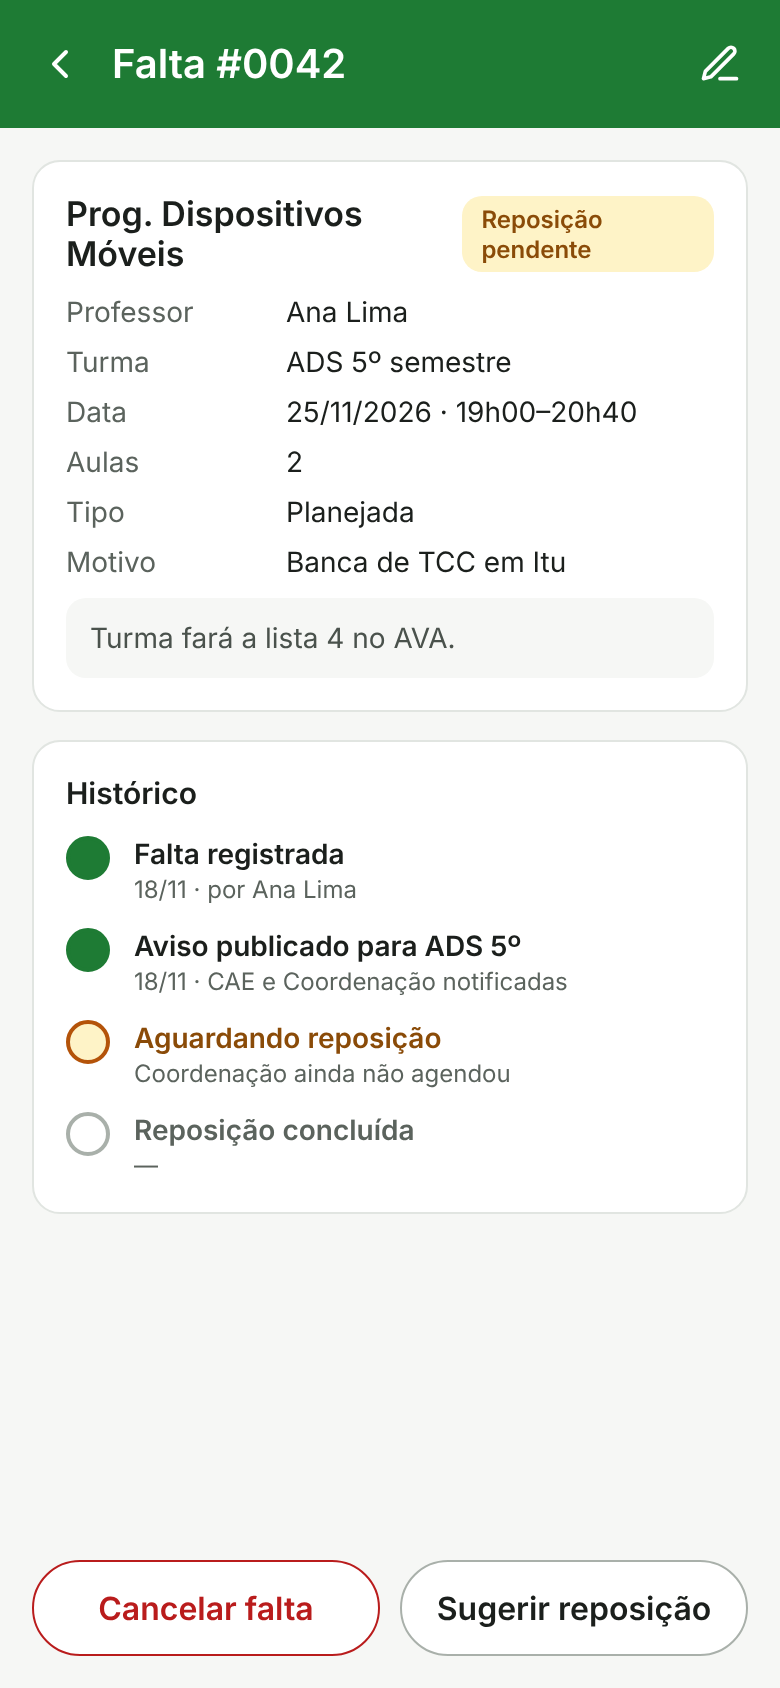 Falta #0042
Prog. Dispositivos
Móveis
Reposição
pendente
Professor Ana Lima
Turma ADS 5º semestre
Data 25/11/2026 · 19h00–20h40
Aulas 2
Tipo Planejada
Motivo Banca de TCC em Itu
Turma fará a lista 4 no AVA.
Histórico
Falta registrada
18/11 · por Ana Lima
Aviso publicado para ADS 5º
18/11 · CAE e Coordenação notificadas
Aguardando reposição
Coordenação ainda não agendou
Reposição concluída
—
Cancelar falta
Sugerir reposição